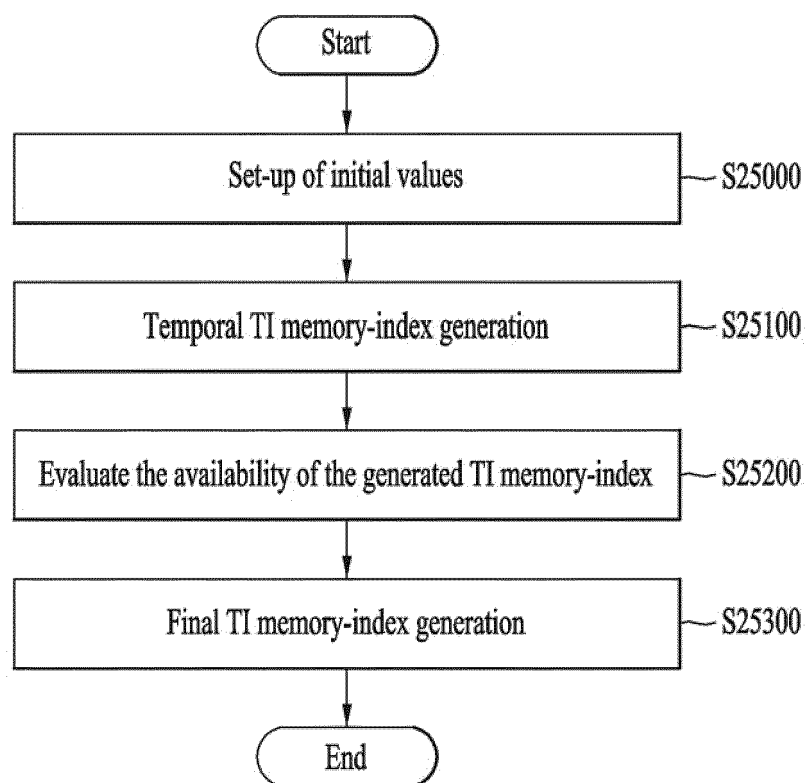 Start
Set-up of initial values
S25000
Temporal TI memory-index generation
S25100
Evaluate the availability of the generated TI memory-index
S25200
Final TI memory-index generation
S25300
End